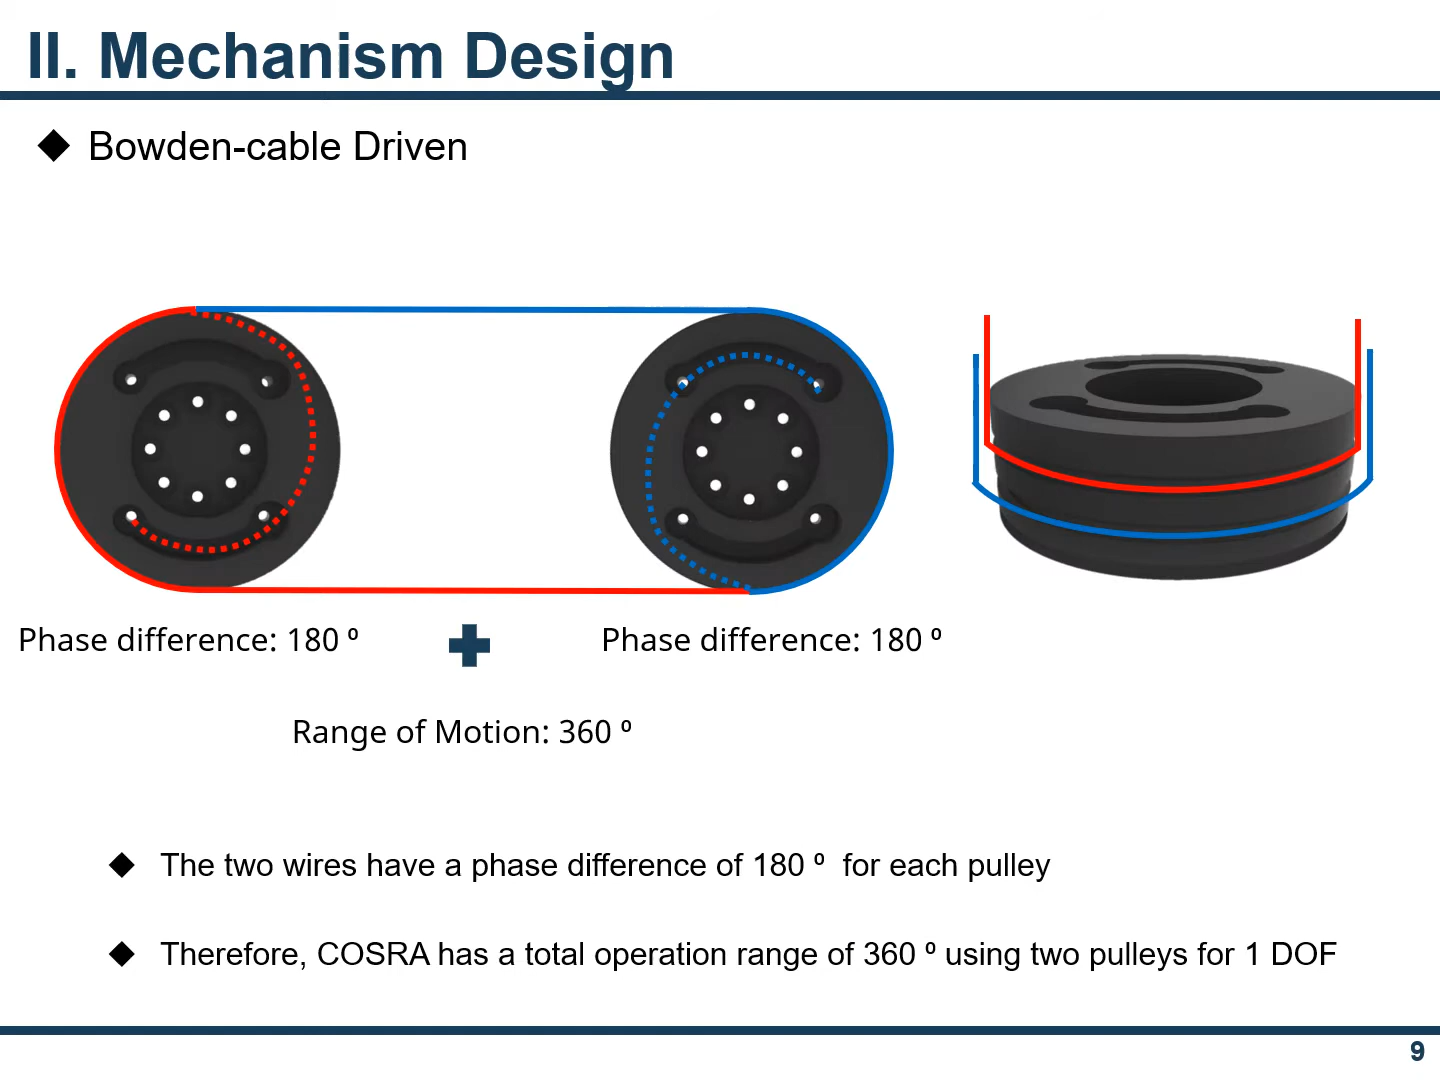 II. Mechanism Design
Bowden-cable Driven
Phase difference: 180 º
Phase difference: 180 º
Range of Motion: 360 º
The two wires have a phase difference of 180 º for each pulley
Therefore, COSRA has a total operation range of 360 º using two pulleys for 1 DOF
9